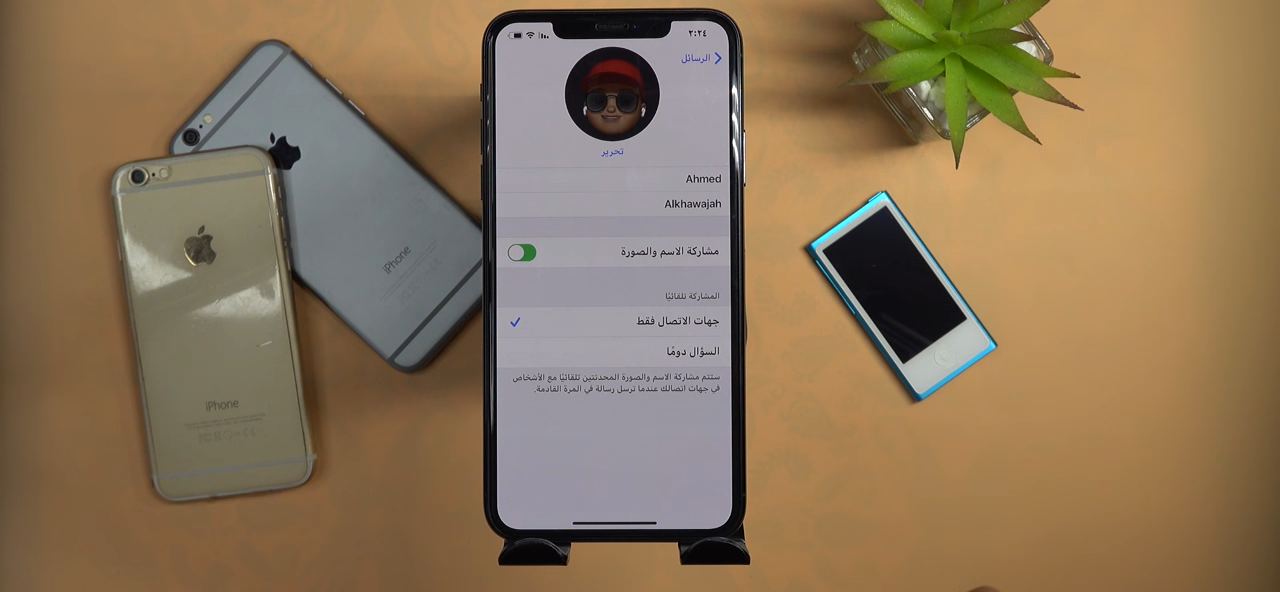 ٢:٢٤
الرسائل
تحرير
Ahmed
Alkhawajah
مشاركة الاسم والصورة
المشاركة تلقائيًا
جهات الاتصال فقط
السؤال دومًا
ستتم مشاركة الاسم والصورة المحدثتين تلقائيًا مع الأشخاص
في جهات اتصالك عندما ترسل رسالة في المرة القادمة.
iPhone
iPhone